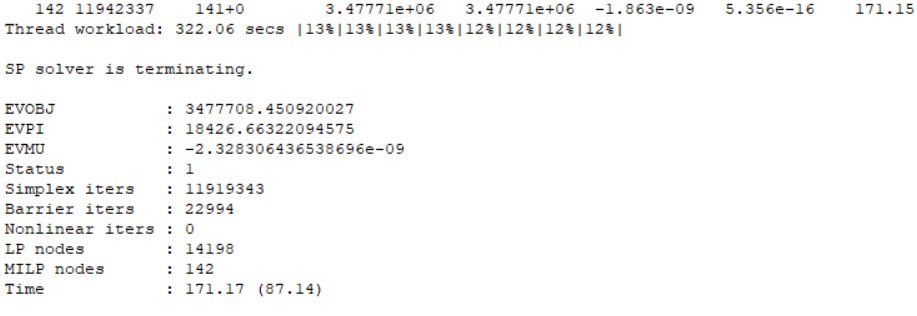 142 11942337 141+0 3.47771e+06 3.47771e+06 -1.863e-09 5.356e-16 171.15
Thread workload: 322.06 secs |13%|13%|13%|13%|12%|12%|12%|12%|
SP solver is terminating.
EVOBJ : 3477708.450920027
EVPI : 18426.66322094575
EVMU : -2.328306436538696e-09
Status : 1
Simplex iters : 11919343
Barrier iters : 22994
Nonlinear iters : 0
LP nodes : 14198
MILP nodes : 142
Time : 171.17 (87.14)